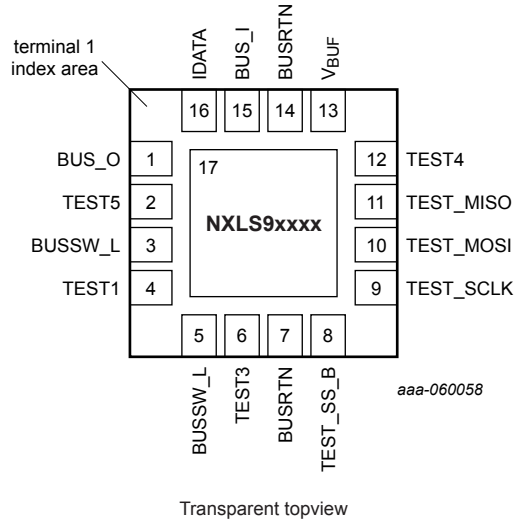 terminal 1
index area
IDATA
BUS_I
BUSRTN
VBUF
16
15
14
13
BUS_O
1
TEST5
2
BUSSW_L
3
TEST1
4
17
NXLS9xxxx
12
TEST4
11
TEST_MISO
10
TEST_MOSI
9
TEST_SCLK
5
6
7
8
BUSSW_L
TEST3
BUSRTN
TEST_SS_B
aaa-060058
Transparent topview